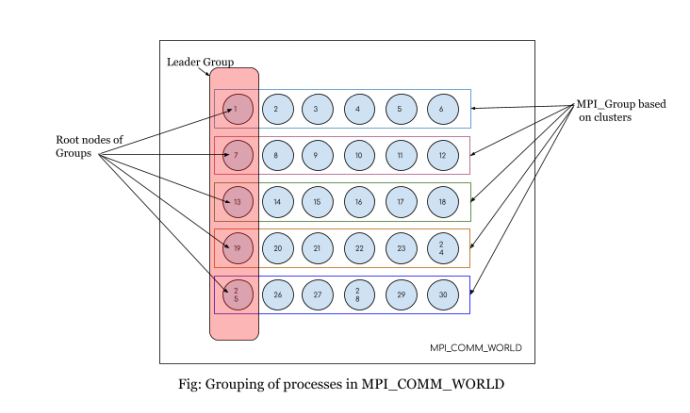 Leader Group
1 2 3 4 5 6
MPI_Group based
on clusters
Root nodes of
Groups
7 8 9 10 11 12
13 14 15 16 17 18
19 20 21 22 23 2
4
2
5 26 27 2
8 29 30
MPI_COMM_WORLD
Fig: Grouping of processes in MPI_COMM_WORLD